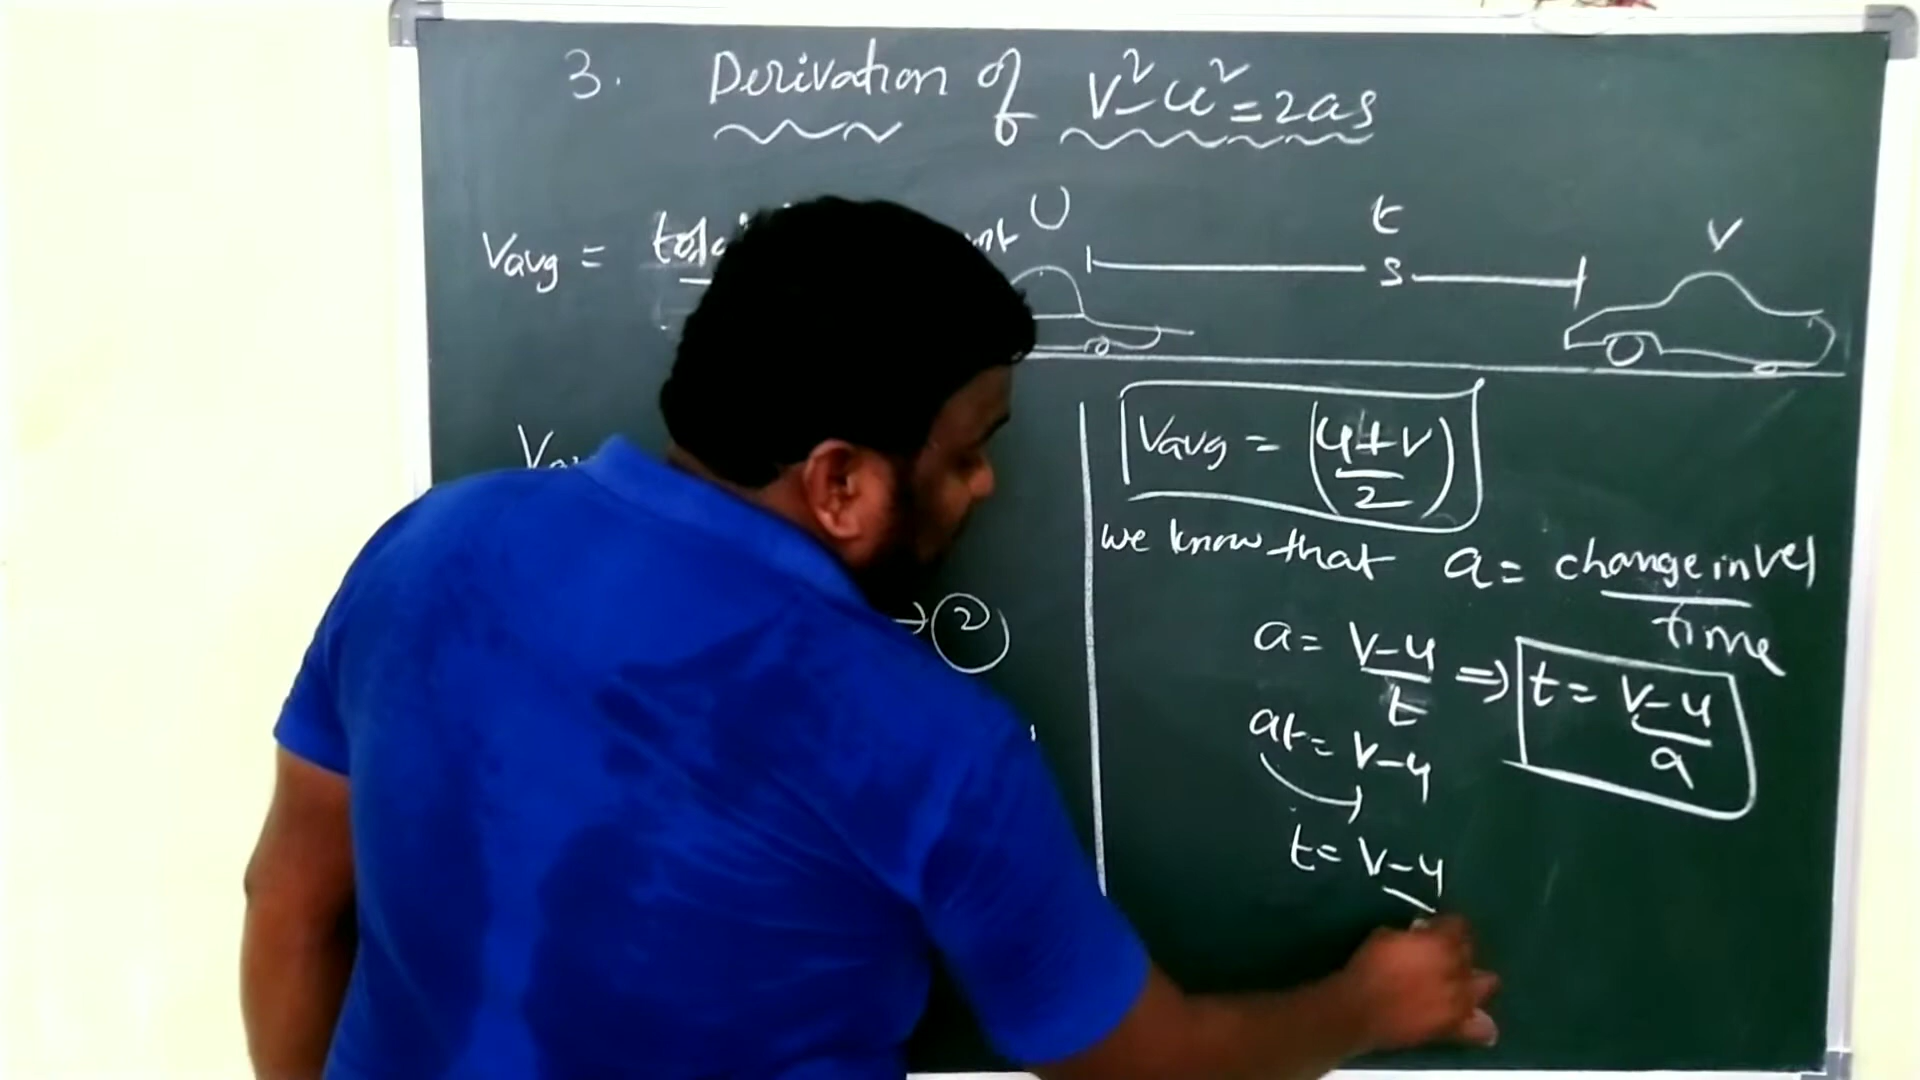 3. Derivation of v²-u²=2as
U t V
Vavg =
s
Vavg = (u+v/2)
we know that a = change in vel / time
→ 2
a = v-u/t ⇒ t = v-u/a
at = v-u
t = v-u